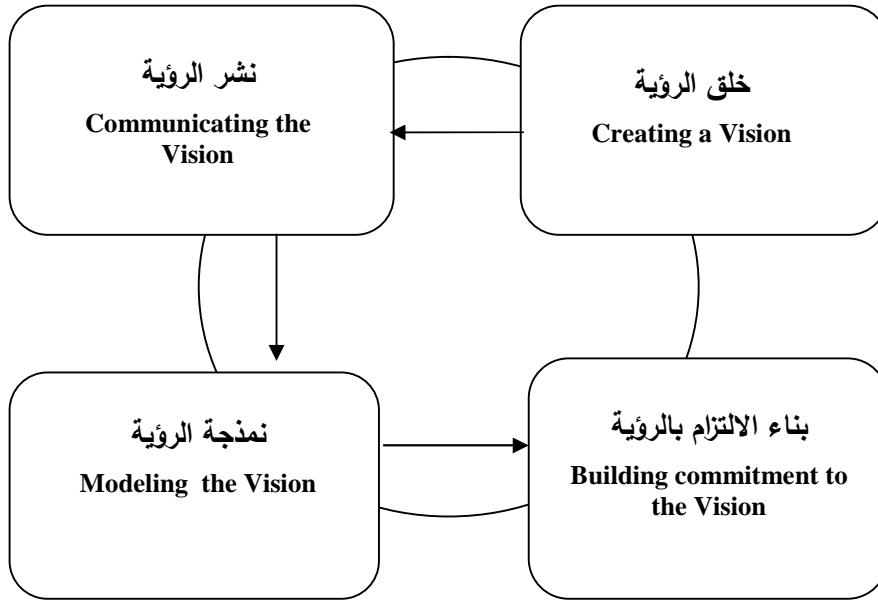 خلق الرؤية
Creating a Vision
نشر الرؤية
Communicating the
Vision
نمذجة الرؤية
Modeling the Vision
بناء الالتزام بالرؤية
Building commitment to
the Vision